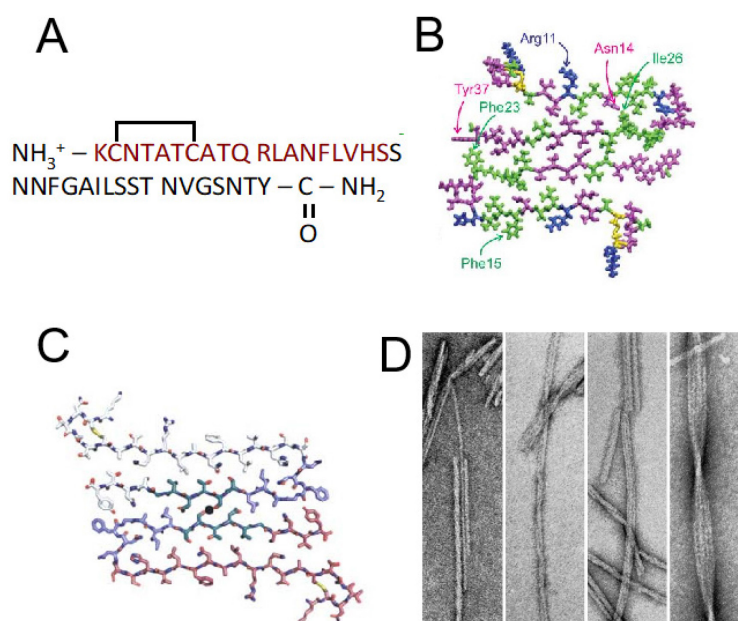 A
NH3+ – KCNTATCATQ RLANFLVHSS-
NNFGAILSST NVGSNTY – C – NH2
O
B
Arg11
Asn14
Ile26
Tyr37
Phe23
Phe15
C
D